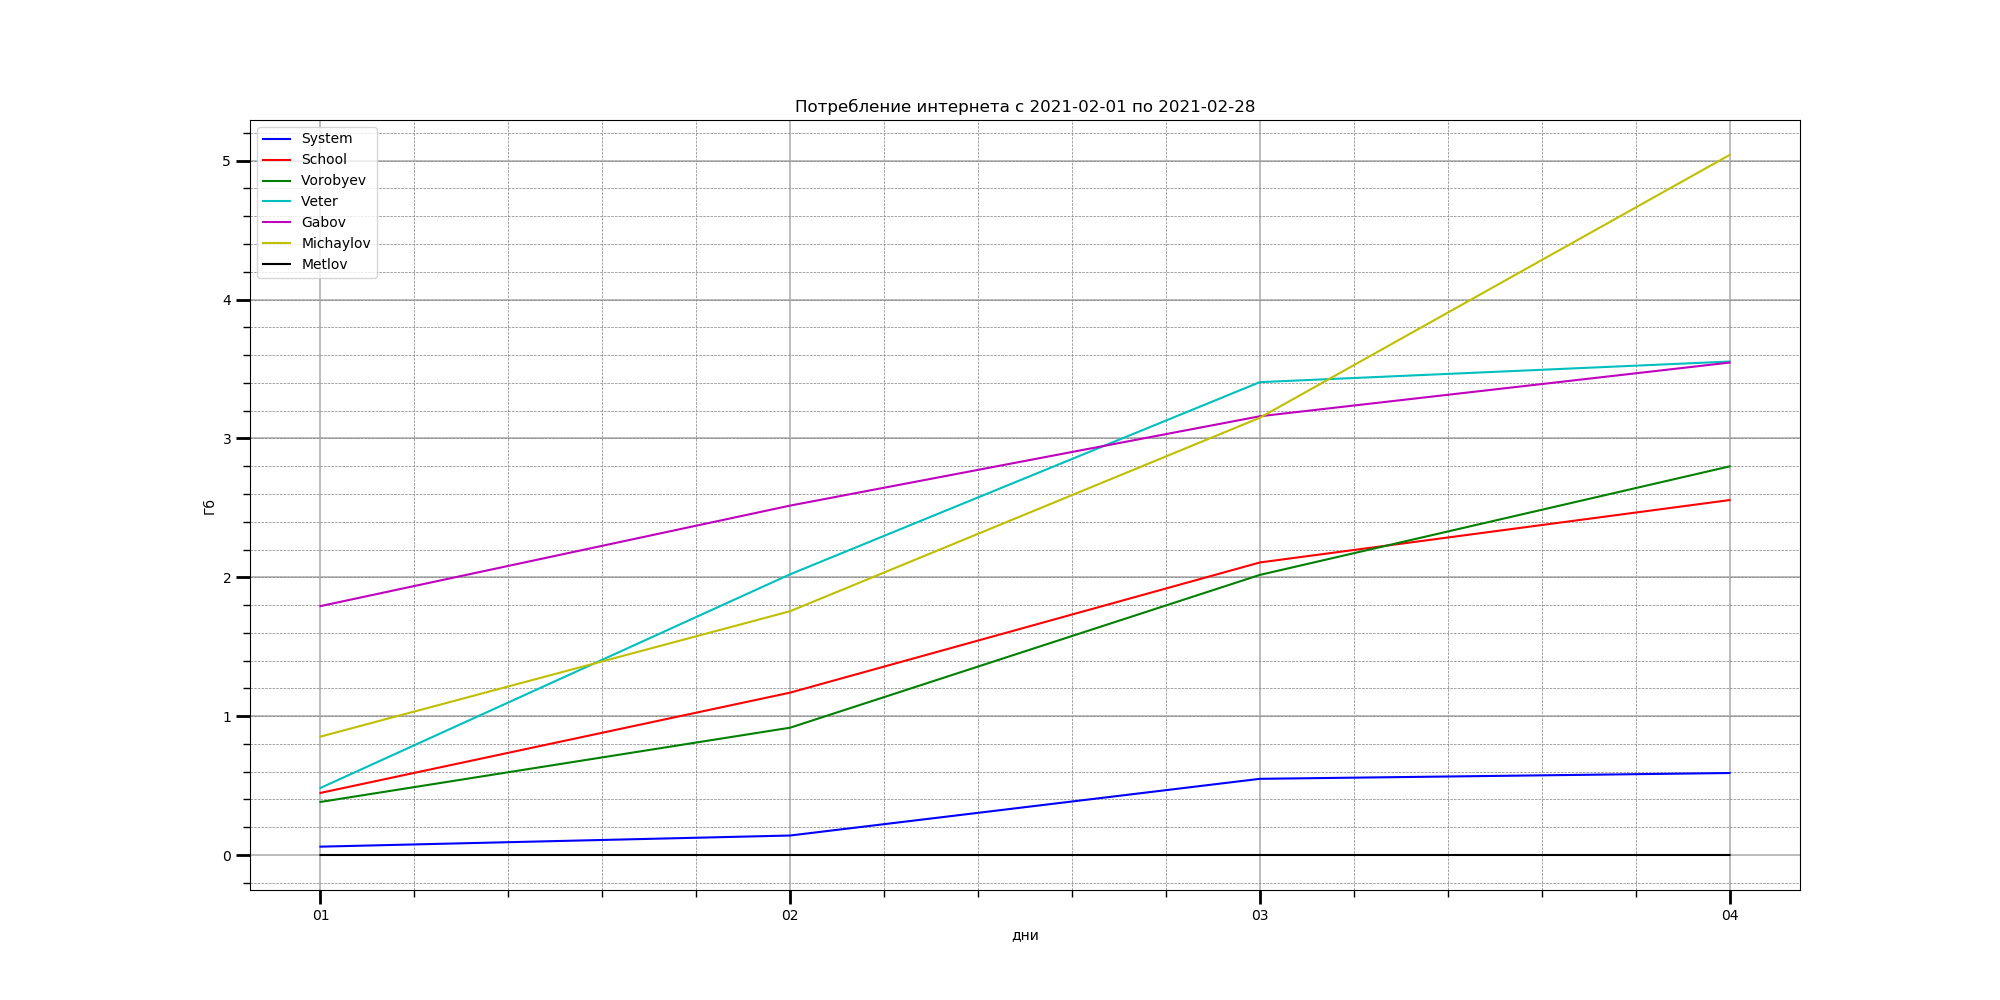 Потребление интернета с 2021-02-01 по 2021-02-28
System
School
Vorobyev
Veter
Gabov
Michaylov
Metlov
5
4
3
2
1
0
Гб
01 02 03 04
дни